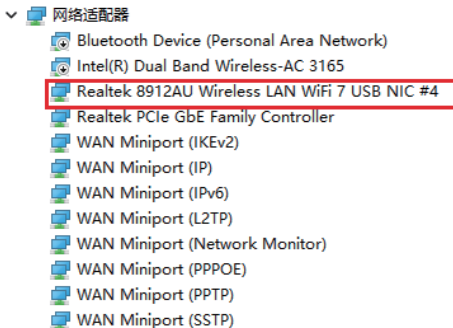 网络适配器
Bluetooth Device (Personal Area Network)
Intel(R) Dual Band Wireless-AC 3165
Realtek 8912AU Wireless LAN WiFi 7 USB NIC #4
Realtek PCIe GbE Family Controller
WAN Miniport (IKEv2)
WAN Miniport (IP)
WAN Miniport (IPv6)
WAN Miniport (L2TP)
WAN Miniport (Network Monitor)
WAN Miniport (PPPOE)
WAN Miniport (PPTP)
WAN Miniport (SSTP)